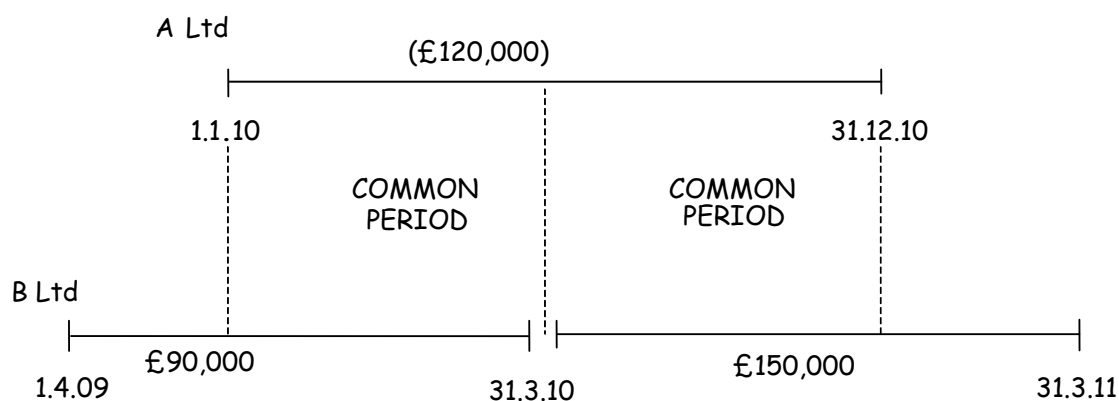 A Ltd
(£120,000)
1.1.10
31.12.10
COMMON
PERIOD
COMMON
PERIOD
B Ltd
£90,000
£150,000
1.4.09
31.3.10
31.3.11